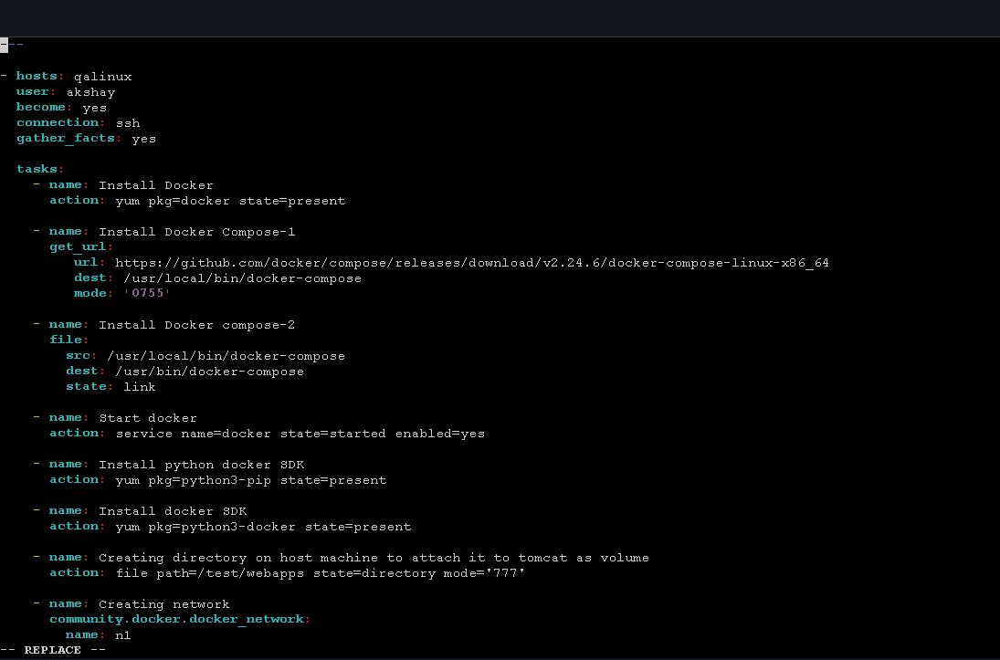 ---
- hosts: qalinux
  user: akshay
  become: yes
  connection: ssh
  gather_facts: yes
  tasks:
    - name: Install Docker
      action: yum pkg=docker state=present
    - name: Install Docker Compose-1
      get_url:
         url: https://github.com/docker/compose/releases/download/v2.24.6/docker-compose-linux-x86_64
         dest: /usr/local/bin/docker-compose
         mode: '0755'
    - name: Install Docker compose-2
      file:
        src: /usr/local/bin/docker-compose
        dest: /usr/bin/docker-compose
        state: link
    - name: Start docker
      action: service name=docker state=started enabled=yes
    - name: Install python docker SDK
      action: yum pkg=python3-pip state=present
    - name: Install docker SDK
      action: yum pkg=python3-docker state=present
    - name: Creating directory on host machine to attach it to tomcat as volume
      action: file path=/test/webapps state=directory mode='777'
    - name: Creating network
      community.docker.docker_network:
        name: n1
-- REPLACE --